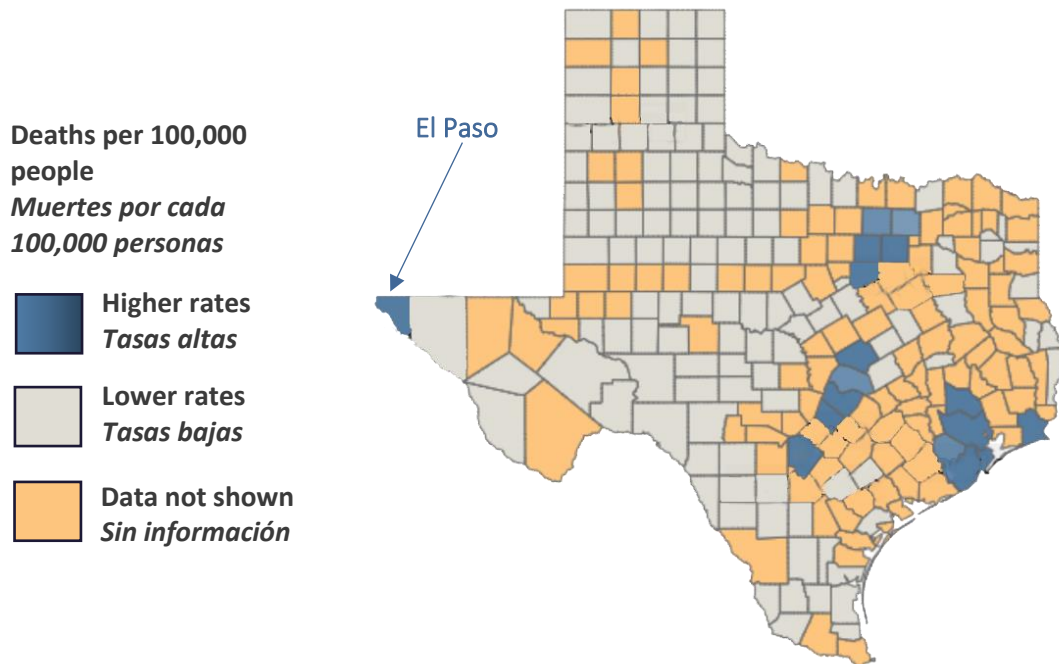 El Paso
Deaths per 100,000
people
Muertes por cada
100,000 personas
Higher rates
Tasas altas
Lower rates
Tasas bajas
Data not shown
Sin información